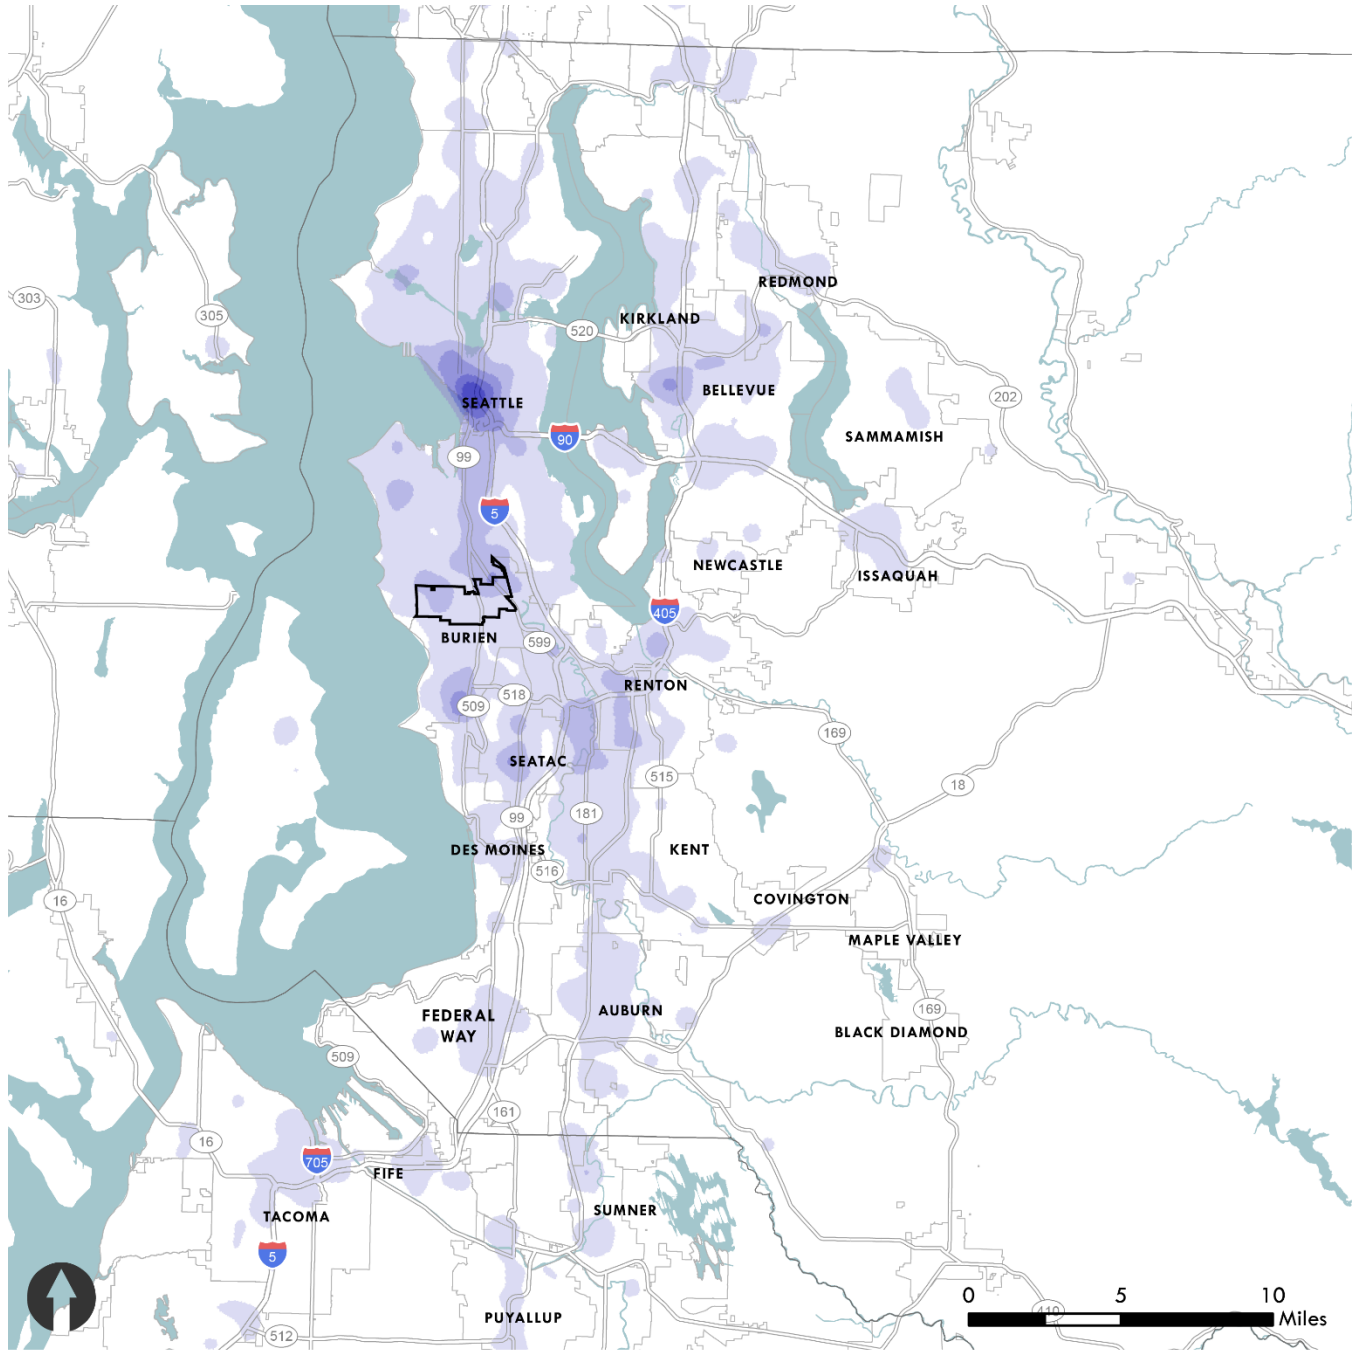 REDMOND
303
305
KIRKLAND
520
BELLEVUE
202
SEATTLE
SAMMAMISH
90
99
5
NEWCASTLE
ISSAQUAH
405
BURIEN
599
RENTON
518
509
169
SEATAC
515
18
99
181
DES MOINES
KENT
516
16
COVINGTON
MAPLE VALLEY
FEDERAL
WAY
AUBURN
169
BLACK DIAMOND
509
161
16
705
FIFE
SUMNER
TACOMA
5
0 5 10
410
Miles
PUYALLUP
512